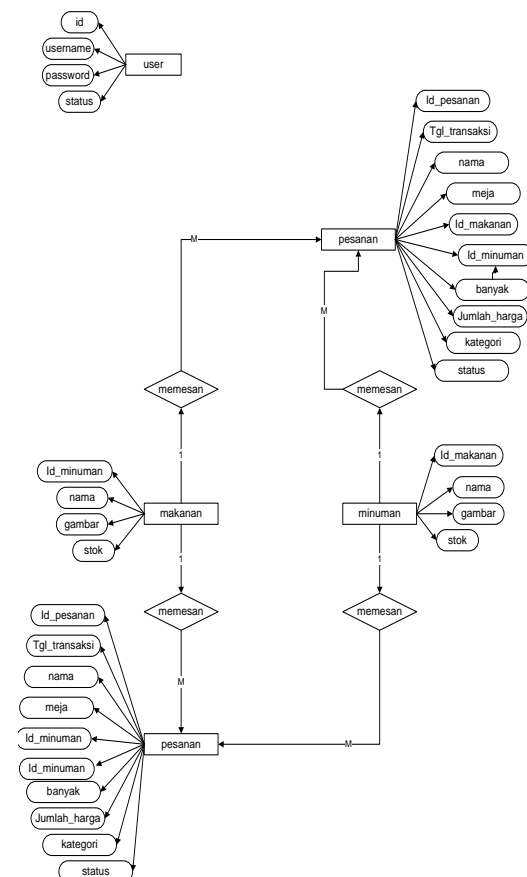 id
username
password
status
user
Id_pesanan
Tgl_transaksi
nama
meja
Id_makanan
Id_minuman
banyak
Jumlah_harga
kategori
status
pesanan
M
M
memesan
memesan
1
1
Id_minuman
nama
gambar
stok
makanan
minuman
Id_makanan
nama
gambar
stok
1
1
memesan
memesan
M
M
Id_pesanan
Tgl_transaksi
nama
meja
Id_minuman
Id_minuman
banyak
Jumlah_harga
kategori
status
pesanan